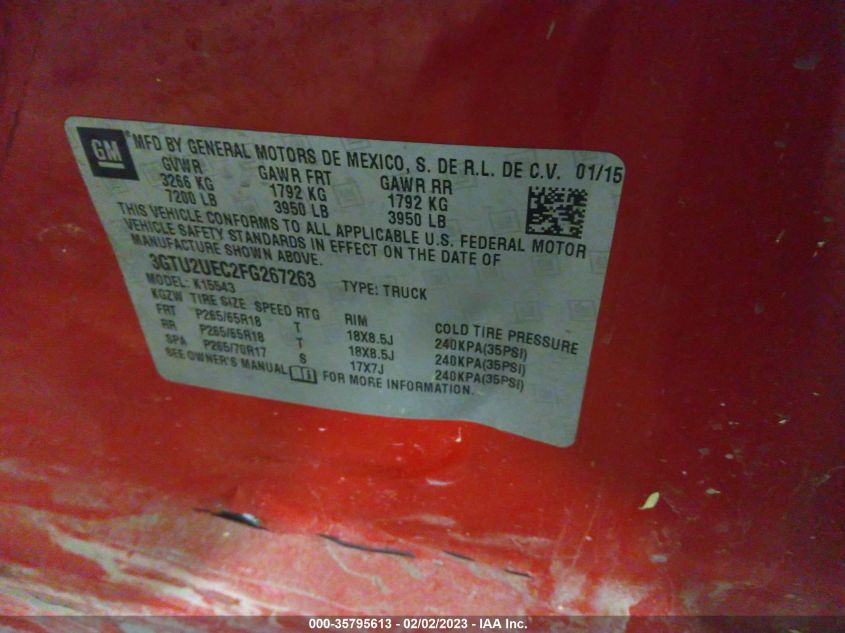 GM
® MFD BY GENERAL MOTORS DE MEXICO, S. DE R.L. DE C.V. 01/15
GVWR GAWR FRT GAWR RR
3266 KG 1792 KG 1792 KG
7200 LB 3950 LB 3950 LB
THIS VEHICLE CONFORMS TO ALL APPLICABLE U.S. FEDERAL MOTOR
VEHICLE SAFETY STANDARDS IN EFFECT ON THE DATE OF
MANUFACTURE SHOWN ABOVE.
3GTU2UEC2FG267263 TYPE: TRUCK
MODEL: K15543
KGZW TIRE SIZE SPEED RTG RIM COLD TIRE PRESSURE
FRT P265/65R18 T 18X8.5J 240KPA(35PSI)
RR P265/65R18 T 18X8.5J 240KPA(35PSI)
SPA P265/70R17 S 17X7J 240KPA(35PSI)
SEE OWNER'S MANUAL FOR MORE INFORMATION.
000-35795613 - 02/02/2023 - IAA Inc.